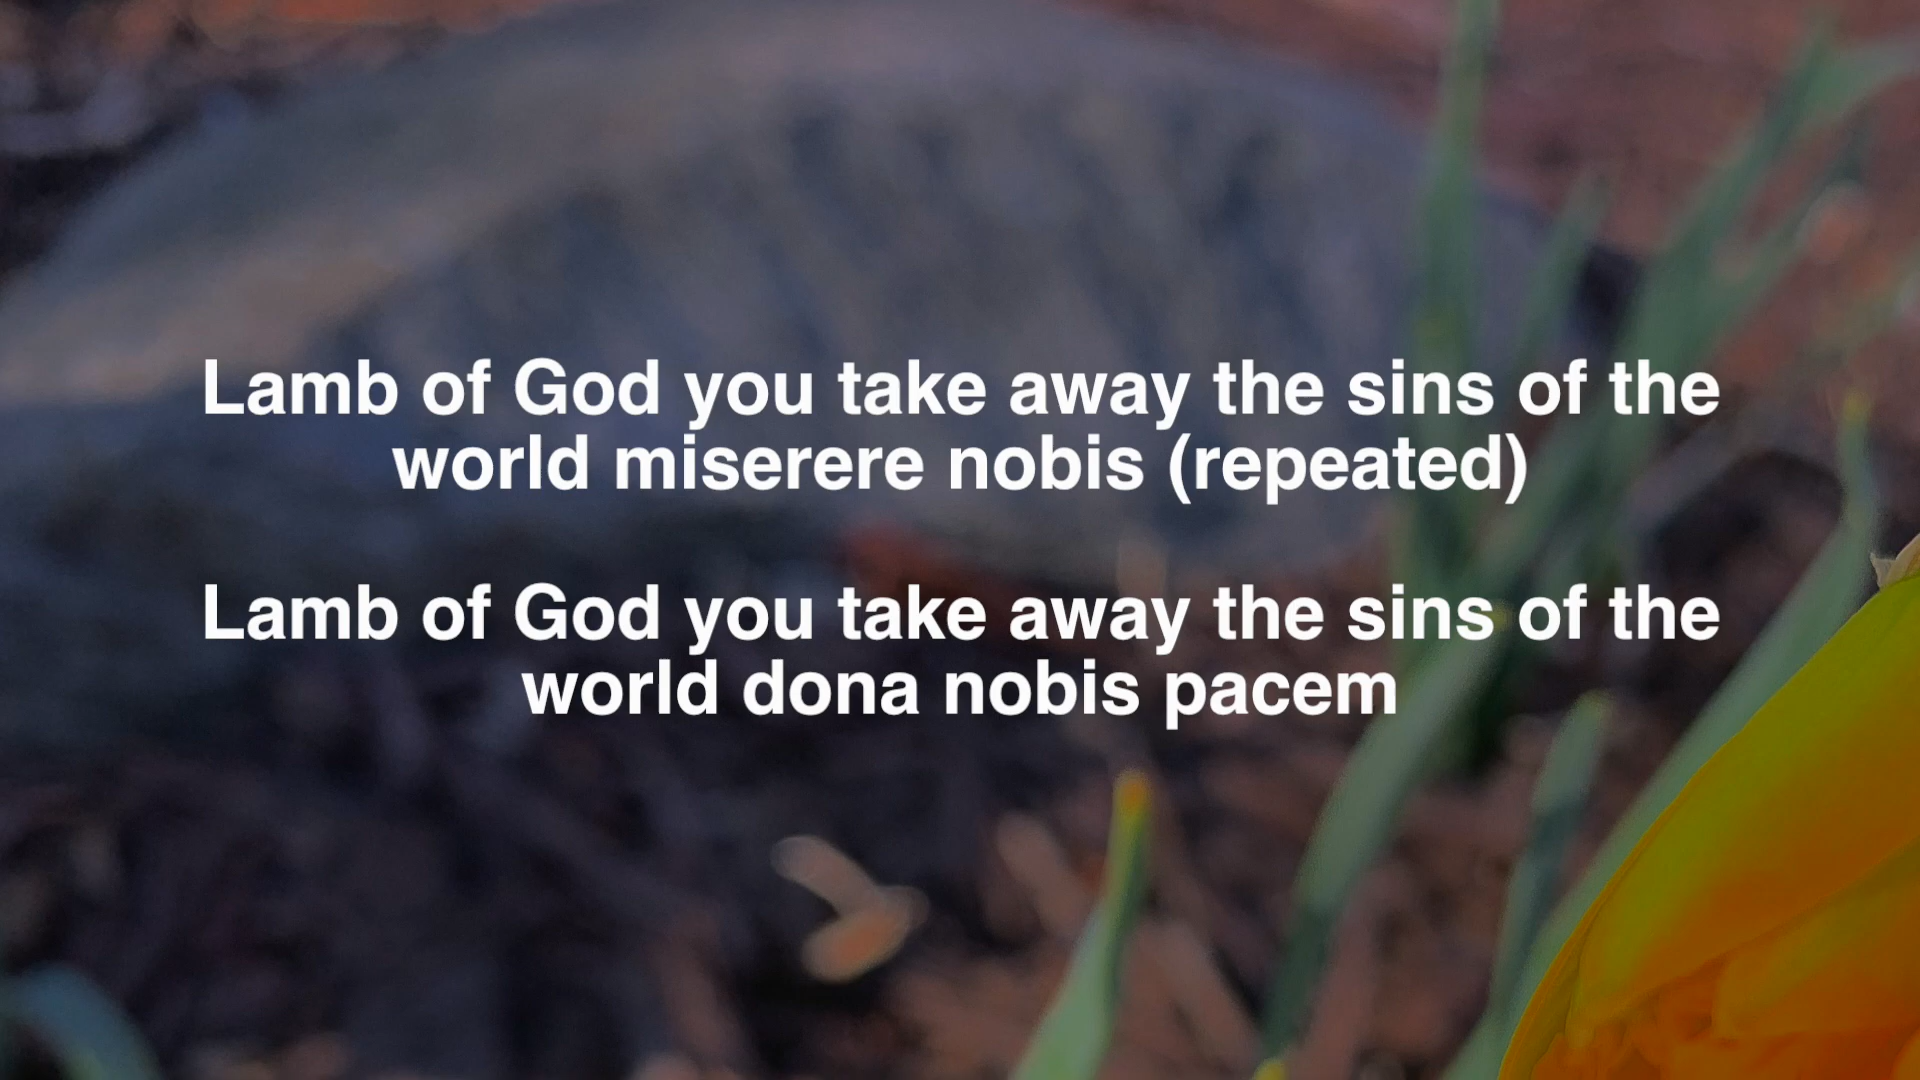 Lamb of God you take away the sins of the
world miserere nobis (repeated)
Lamb of God you take away the sins of the
world dona nobis pacem